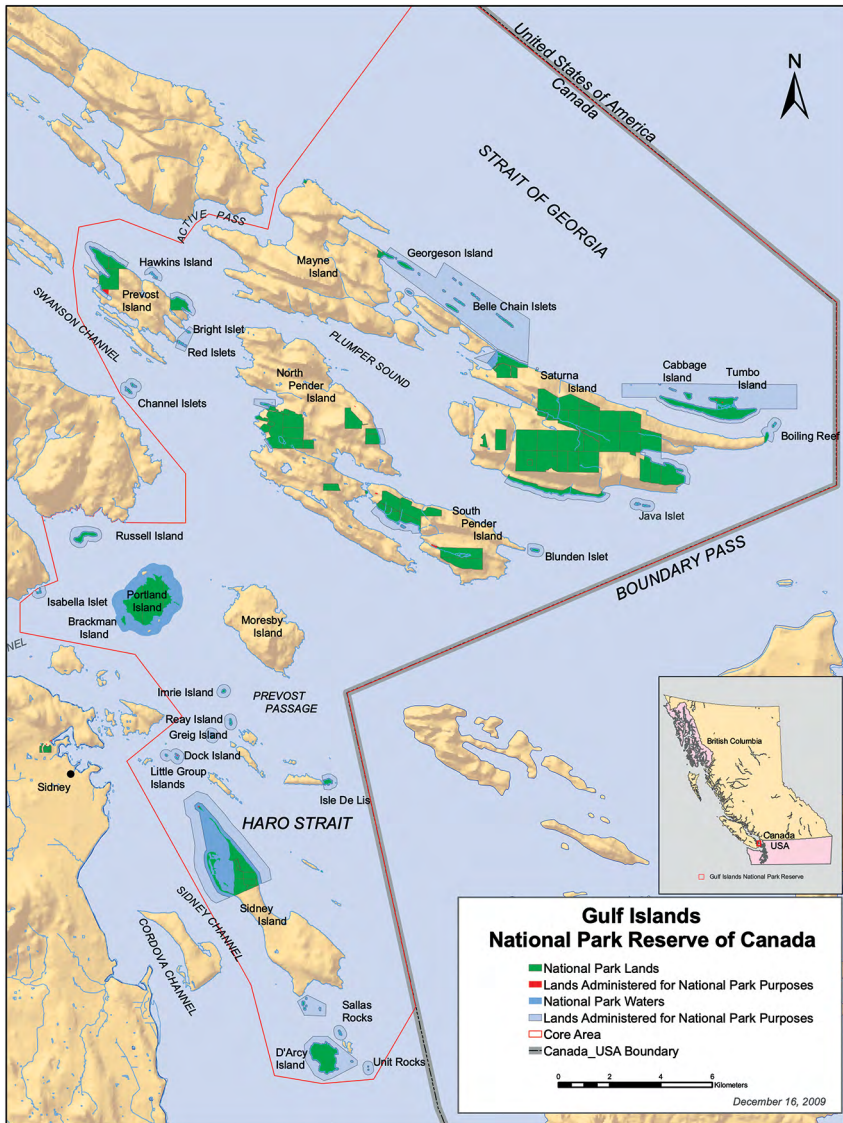 United States of America
Canada
N
STRAIT OF GEORGIA
ACTIVE PASS
Georgeson Island
Hawkins Island
Mayne
Island
Prevost
Island
Belle Chain Islets
SWANSON CHANNEL
Bright Islet
Red Islets
PLUMPER SOUND
North
Pender
Island
Saturna
Island
Cabbage
Island
Tumbo
Island
Channel Islets
Boiling Reef
South
Pender
Island
Java Islet
Russell Island
Blunden Islet
BOUNDARY PASS
Isabella Islet
Portland
Island
Brackman
Island
Moresby
Island
NEL
Imrie Island
PREVOST
PASSAGE
Reay Island
Greig Island
Dock Island
Little Group
Islands
Sidney
Isle De Lis
HARO STRAIT
SIDNEY CHANNEL
Sidney
Island
CORDOVA CHANNEL
Sallas
Rocks
D'Arcy
Island
Unit Rocks
British Columbia
Canada
USA
Gulf Islands National Park Reserve
Gulf Islands
National Park Reserve of Canada
National Park Lands
Lands Administered for National Park Purposes
National Park Waters
Lands Administered for National Park Purposes
Core Area
Canada_USA Boundary
0 2 4 6
Kilometers
December 16, 2009